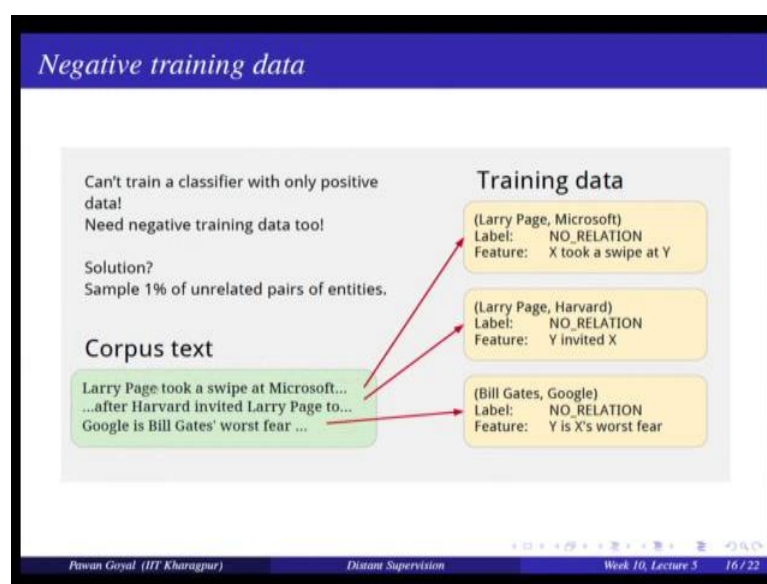 Negative training data
Can't train a classifier with only positive
data!
Need negative training data too!
Solution?
Sample 1% of unrelated pairs of entities.
Corpus text
Larry Page took a swipe at Microsoft...
...after Harvard invited Larry Page to...
Google is Bill Gates' worst fear ...
Training data
(Larry Page, Microsoft)
Label: NO_RELATION
Feature: X took a swipe at Y
(Larry Page, Harvard)
Label: NO_RELATION
Feature: Y invited X
(Bill Gates, Google)
Label: NO_RELATION
Feature: Y is X's worst fear
Pawan Goyal (IIT Kharagpur) Distant Supervision Week 10, Lecture 5 16 / 22